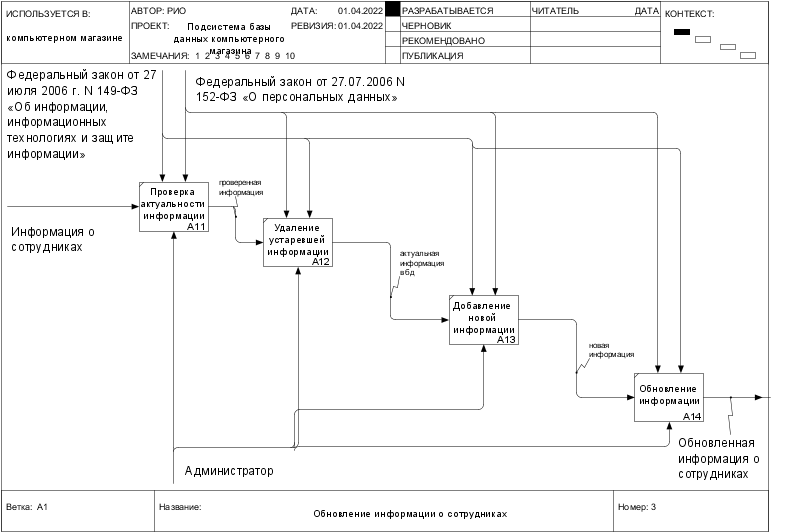 ИСПОЛЬЗУЕТСЯ В:
компьютерном магазине
АВТОР: РИО
ДАТА: 01.04.2022
ПРОЕКТ: Подсистема базы
данных компьютерного
магазина
РЕВИЗИЯ: 01.04.2022
ЗАМЕЧАНИЯ: 1 2 3 4 5 6 7 8 9 10
РАЗРАБАТЫВАЕТСЯ
ЧЕРНОВИК
РЕКОМЕНДОВАНО
ПУБЛИКАЦИЯ
ЧИТАТЕЛЬ ДАТА
КОНТЕКСТ:
Федеральный закон от 27
июля 2006 г. N 149-ФЗ
«Об информации,
информационных
технологиях и защите
информации»
Федеральный закон от 27.07.2006 N
152-ФЗ «О персональных данных»
Проверка
актуальности
информации
A11
проверенная
информация
Информация о
сотрудниках
Удаление
устаревшей
информации
A12
актуальная
информация
в бд
Добавление
новой
информации
A13
новая
информация
Обновление
информации
A14
Обновленная
информация о
сотрудниках
Администратор
Ветка: A1
Название:
Обновление информации о сотрудниках
Номер: 3